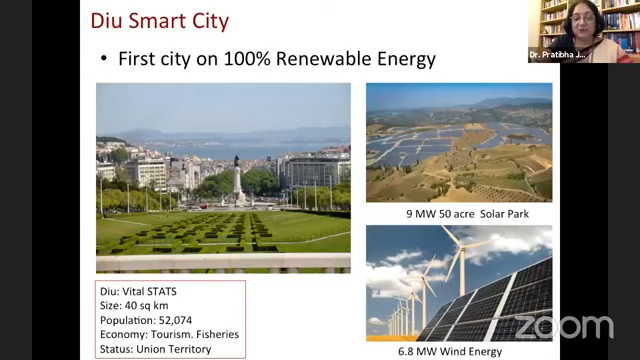 Diu Smart City
• First city on 100% Renewable Energy
Dr. Pratibha J...
9 MW 50 acre Solar Park
Diu: Vital STATS
Size: 40 sq km
Population: 52,074
Economy: Tourism. Fisheries
Status: Union Territory
6.8 MW Wind Energy
zoom